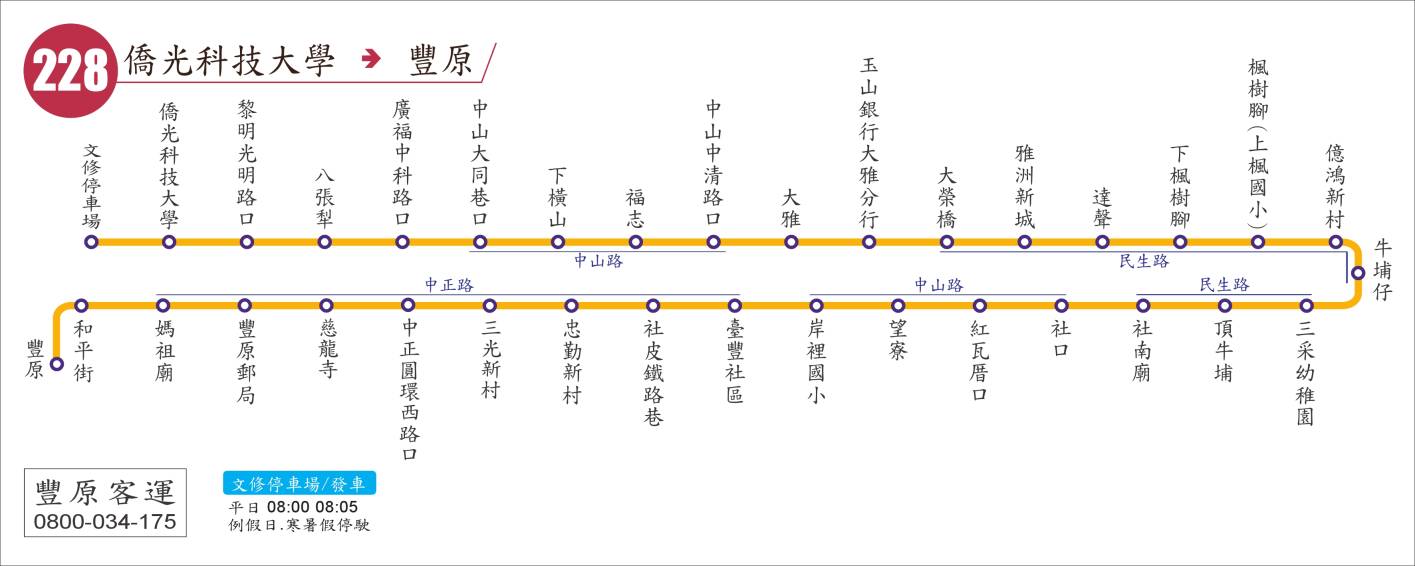 228 僑光科技大學 ➔ 豐原
文修停車場
僑光科技大學
黎明光明路口
八張犁
廣福中科路口
中山大同巷口
下橫山
福志
中山中清路口
大雅
玉山銀行大雅分行
大榮橋
雅洲新城
達聲
下楓樹腳
楓樹腳(上楓國小)
億鴻新村
中山路
民生路
牛埔仔
中正路
中山路
民生路
三采幼稚園
頂牛埔
社南廟
社口
紅瓦厝口
望寮
岸裡國小
臺豐社區
社皮鐵路巷
忠勤新村
三光新村
中正圓環西路口
慈龍寺
豐原郵局
媽祖廟
和平街
豐原
豐原客運
0800-034-175
文修停車場/發車
平日 08:00 08:05
例假日.寒暑假停駛